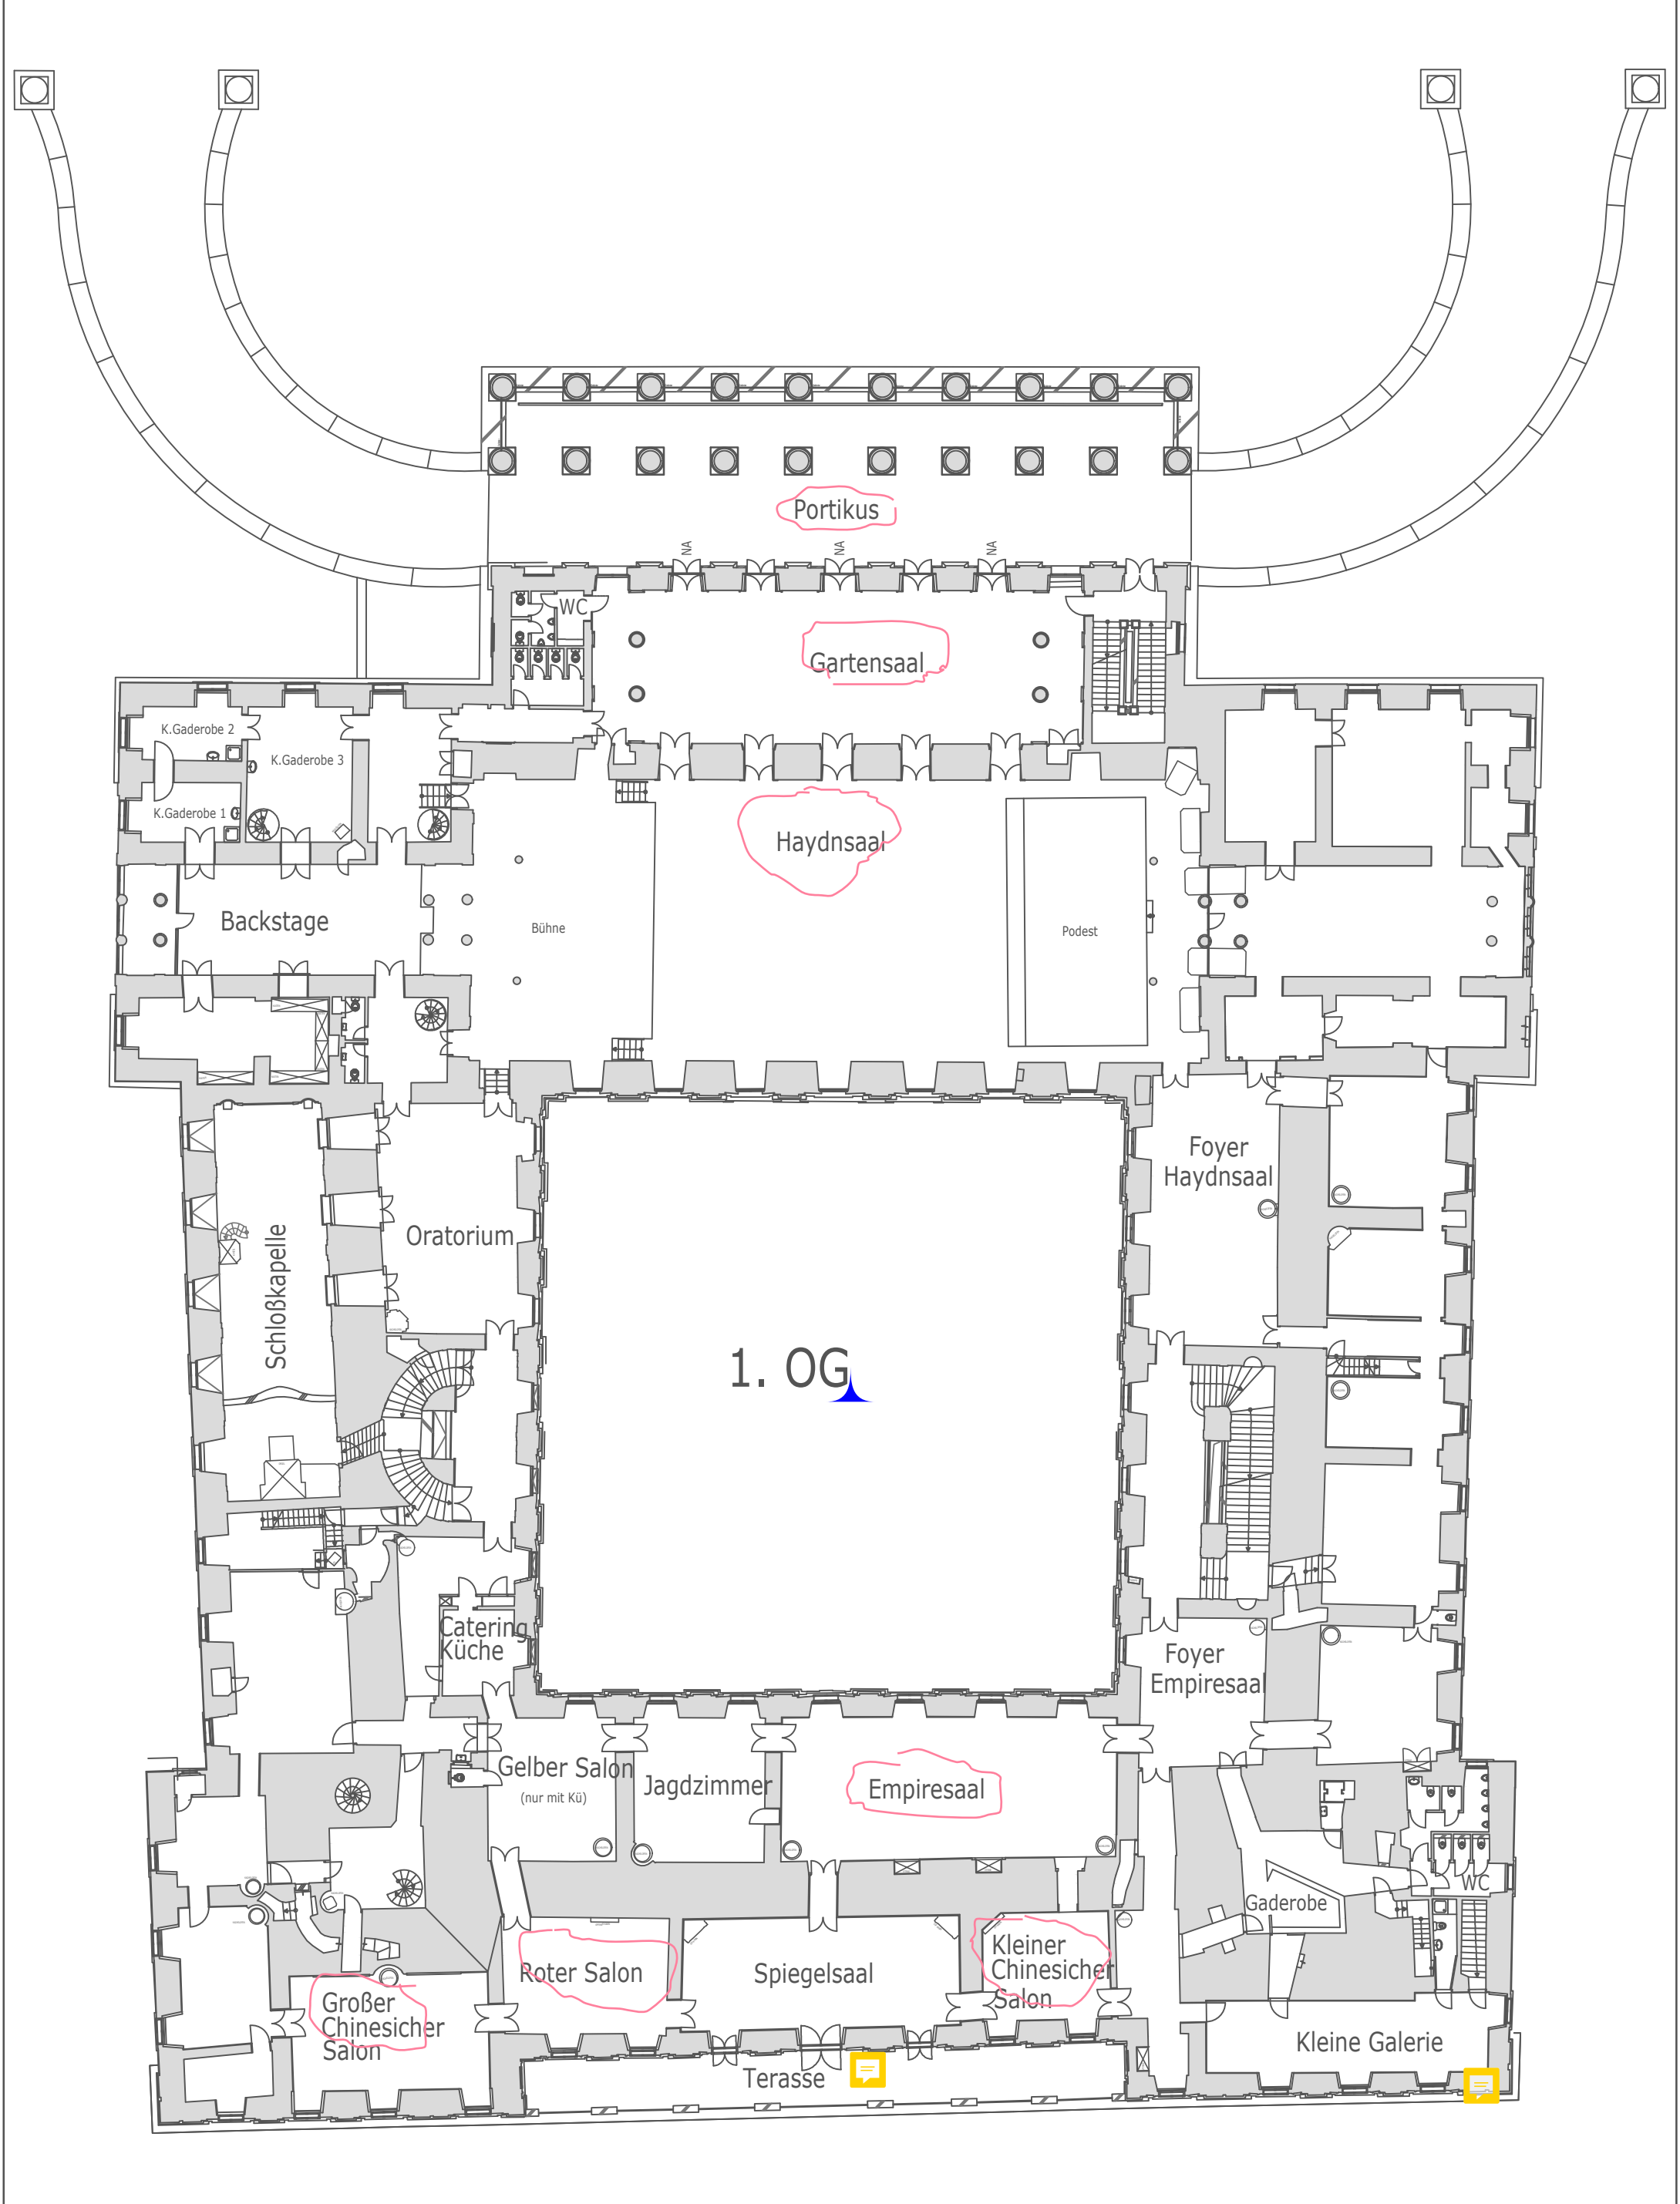 Portikus
NA
NA
NA
WC
Gartensaal
K.Gaderobe 2
K.Gaderobe 3
K.Gaderobe 1
Haydnsaal
Backstage
Bühne
Podest
Foyer
Haydnsaal
Oratorium
Schloßkapelle
1. OG
Catering
Küche
Foyer
Empiresaal
Gelber Salon
(nur mit Kü)
Jagdzimmer
Empiresaal
WC
Gaderobe
Roter Salon
Spiegelsaal
Kleiner
Chinesicher
Salon
Großer
Chinesicher
Salon
Kleine Galerie
Terasse